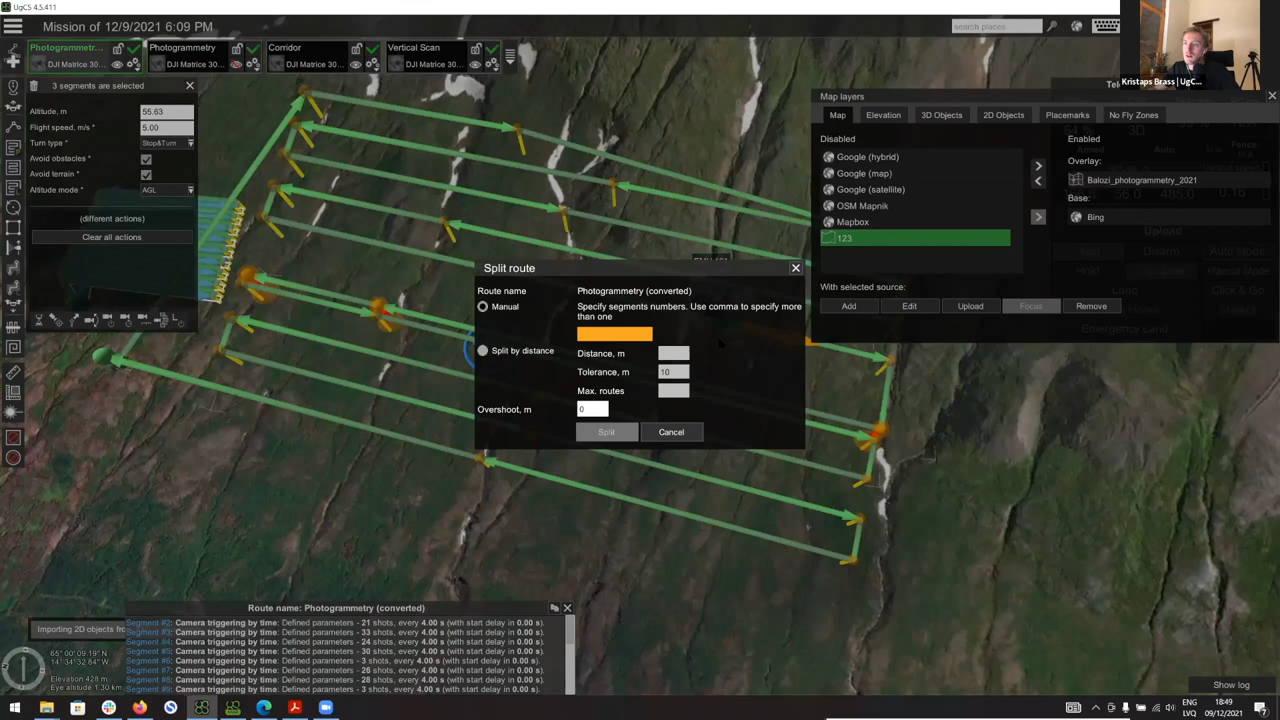 UgCS 4.5.411
Mission of 12/9/2021 6:09 PM
search places
Kristaps Brass | UgC...
Photogrammetr...
DJI Matrice 30...
Photogrammetry
DJI Matrice 30...
Corridor
DJI Matrice 30...
Vertical Scan
DJI Matrice 30...
3 segments are selected
Altitude, m
55.63
Flight speed, m/s *
5.00
Turn type *
Stop&Turn
Avoid obstacles *
Avoid terrain *
Altitude mode *
AGL
(different actions)
Clear all actions
Map layers
Map
Elevation
3D Objects
2D Objects
Placemarks
No Fly Zones
Disabled
Google (hybrid)
Google (map)
Google (satellite)
OSM Mapnik
Mapbox
123
Enabled
Overlay:
Balozi_photogrammetry_2021
Base:
Bing
With selected source:
Add
Edit
Upload
Focus
Remove
Upload
Disarm
Auto Mode
Hold
Manual Mode
Land
Click & Go
Emergency Land
Split route
Route name
Photogrammetry (converted)
Manual
Specify segments numbers. Use comma to specify more
than one
Split by distance
Distance, m
Tolerance, m
10
Max. routes
Overshoot, m
0
Split
Cancel
Route name: Photogrammetry (converted)
Segment #2: Camera triggering by time: Defined parameters - 21 shots, every 4.00 s (with start delay in 0.00 s).
Segment #3: Camera triggering by time: Defined parameters - 33 shots, every 4.00 s (with start delay in 0.00 s).
Segment #4: Camera triggering by time: Defined parameters - 24 shots, every 4.00 s (with start delay in 0.00 s).
Segment #5: Camera triggering by time: Defined parameters - 30 shots, every 4.00 s (with start delay in 0.00 s).
Segment #6: Camera triggering by time: Defined parameters - 3 shots, every 4.00 s (with start delay in 0.00 s).
Segment #7: Camera triggering by time: Defined parameters - 26 shots, every 4.00 s (with start delay in 0.00 s).
Segment #8: Camera triggering by time: Defined parameters - 28 shots, every 4.00 s (with start delay in 0.00 s).
Segment #9: Camera triggering by time: Defined parameters - 3 shots, every 4.00 s (with start delay in 0.00 s).
Importing 2D objects fro
65° 00' 09.19" N
14° 34' 32.84" W
Elevation 428 m
Eye altitude: 1.30 km
Show log
ENG
LVQ
18:49
09/12/2021